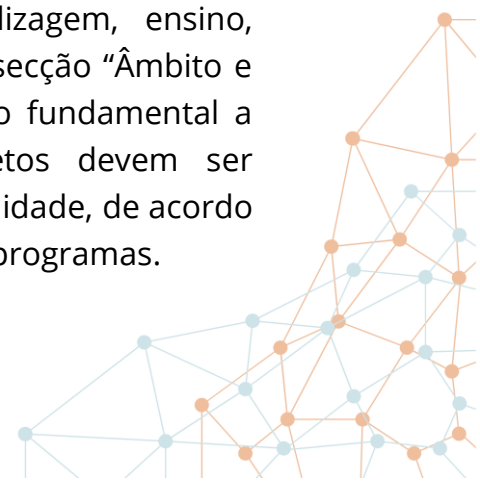 lizagem, ensino,
secção “Âmbito e
o fundamental a
etos devem ser
idade, de acordo
programas.